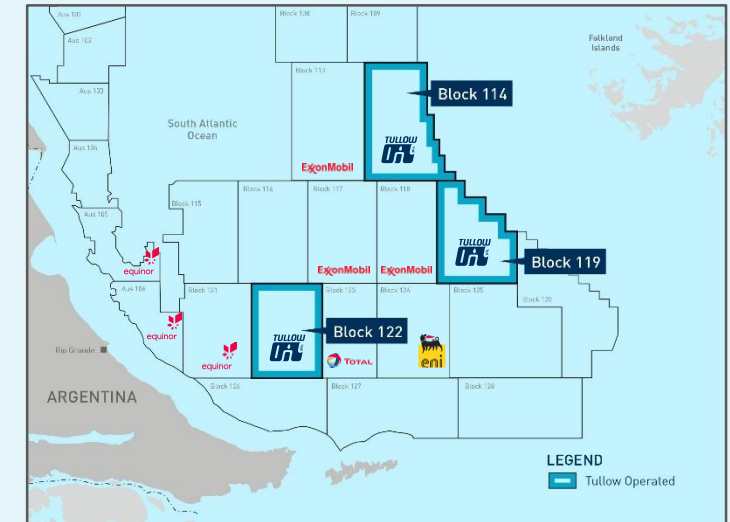 Aus 101
Block 108
Block 109
Aus 102
Falkland
Islands
Block 113
Aus 103
Block 114
South Atlantic
Ocean
Aus 104
TULLOW
OIL
ExxonMobil
Block 116
Block 117
Block 118
Block 115
Aus 105
TULLOW
OIL
Block 119
equinor
ExxonMobil
ExxonMobil
Aus 106
Block 121
Block 123
Block 124
Block 125
Block 120
equinor
Block 122
TULLOW
OIL
Rio Grande
equinor
TOTAL
eni
Block 126
Block 127
Block 128
ARGENTINA
LEGEND
Tullow Operated